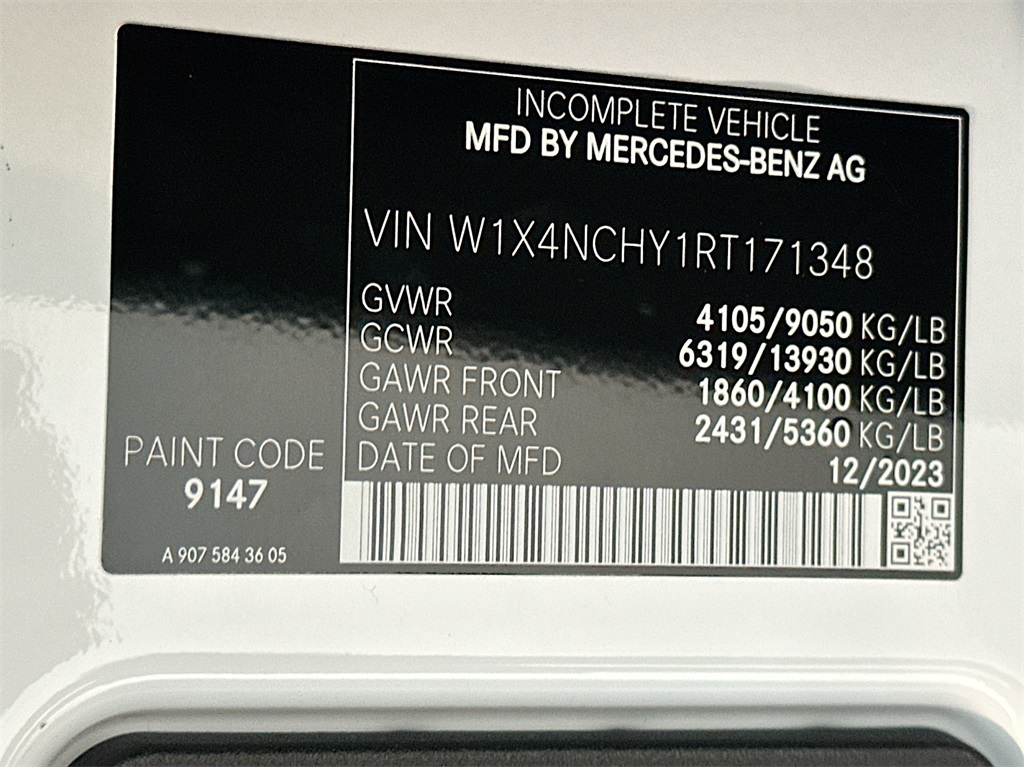 INCOMPLETE VEHICLE
MFD BY MERCEDES-BENZ AG
VIN W1X4NCHY1RT171348
GVWR 4105/9050 KG/LB
GCWR 6319/13930 KG/LB
GAWR FRONT 1860/4100 KG/LB
GAWR REAR 2431/5360 KG/LB
DATE OF MFD 12/2023
PAINT CODE
9147
A 907 584 36 05